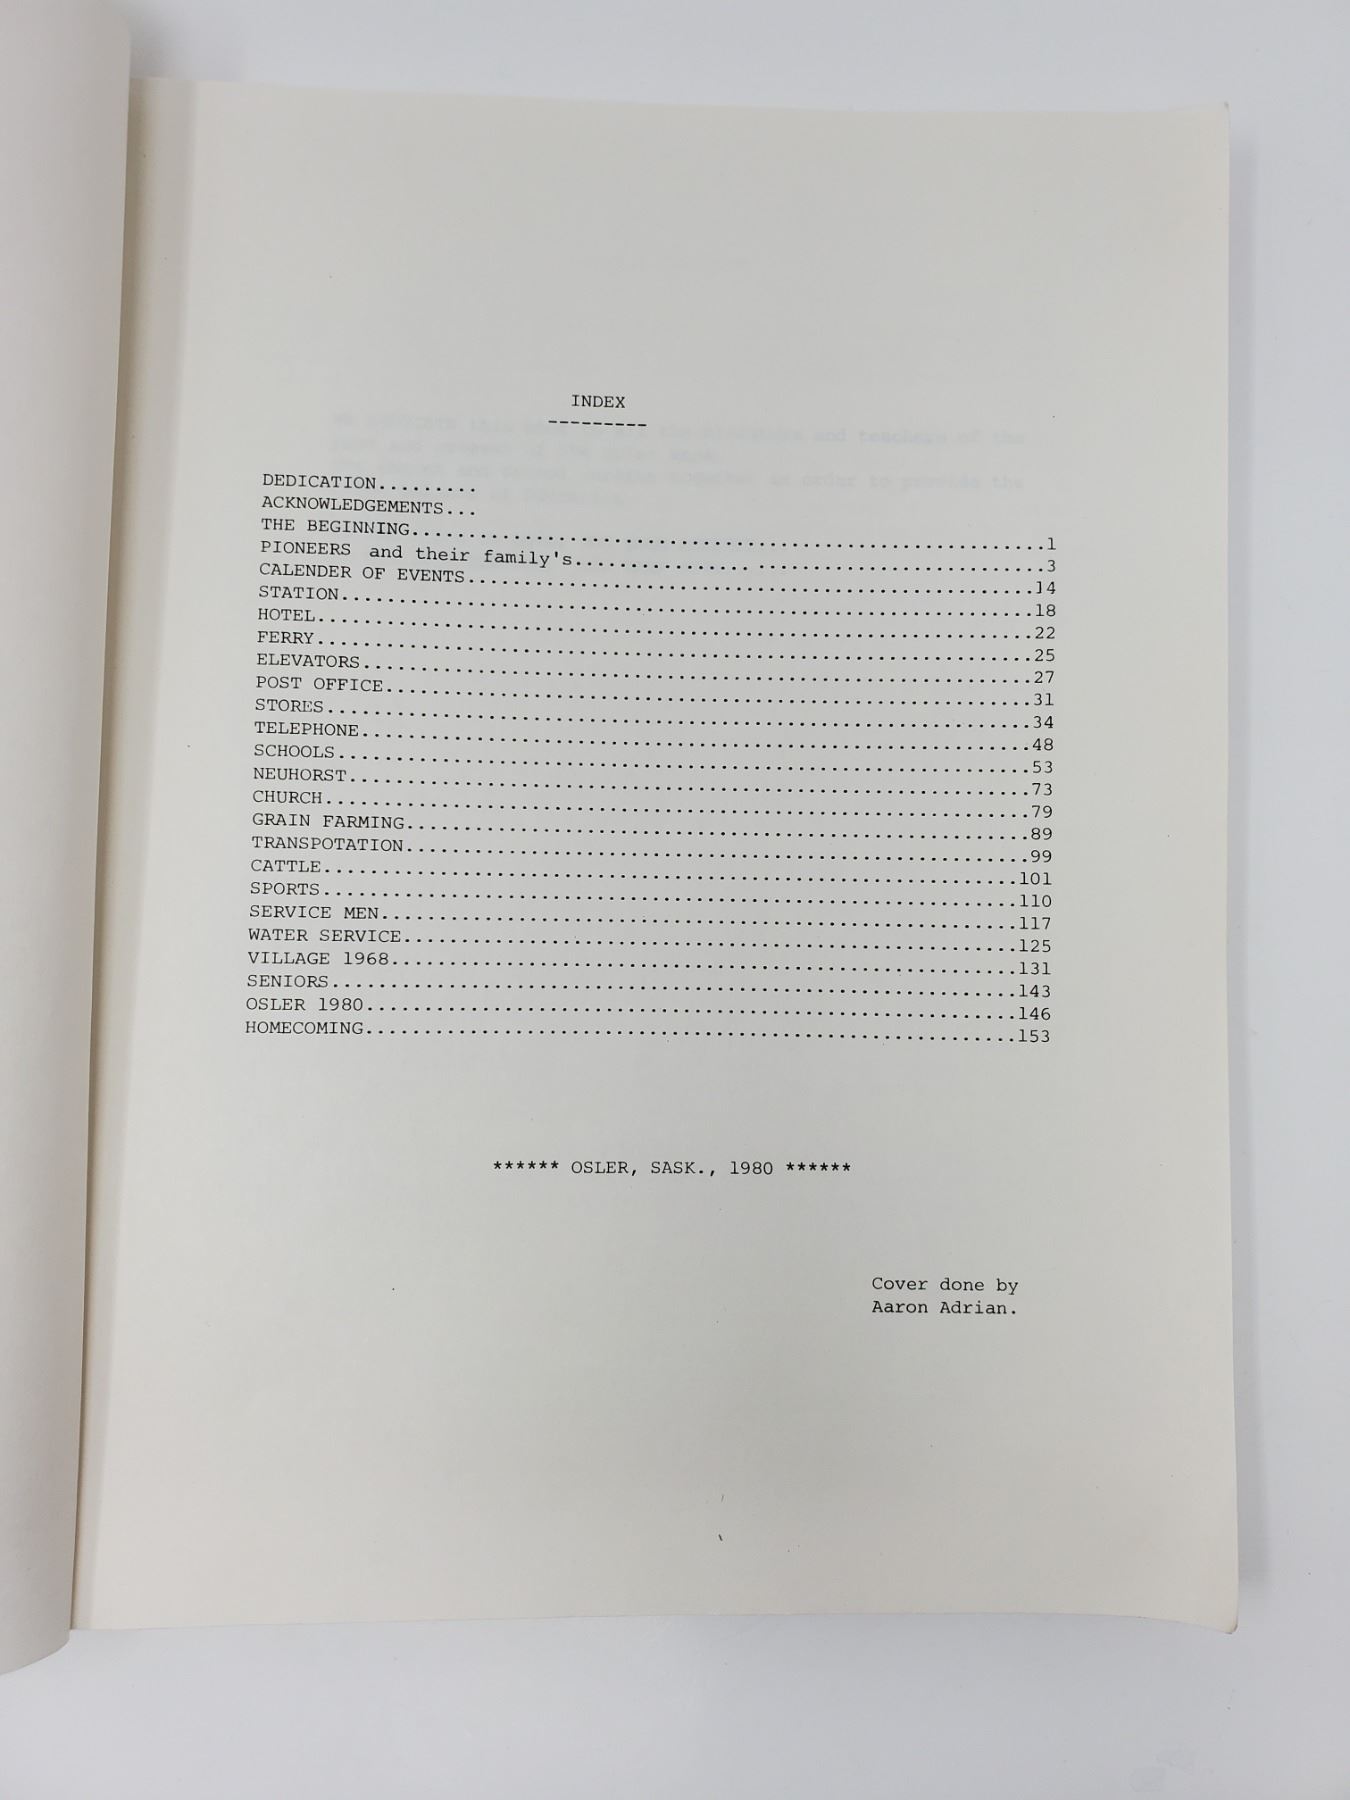 INDEX
---------
DEDICATION.........
ACKNOWLEDGEMENTS...
THE BEGINNING......................................................1
PIONEERS and their family's........................................3
CALENDER OF EVENTS................................................14
STATION...........................................................18
HOTEL.............................................................22
FERRY.............................................................25
ELEVATORS.........................................................27
POST OFFICE.......................................................31
STORES............................................................34
TELEPHONE.........................................................48
SCHOOLS...........................................................53
NEUHORST..........................................................73
CHURCH............................................................79
GRAIN FARMING.....................................................89
TRANSPOTATION.....................................................99
CATTLE...........................................................101
SPORTS...........................................................110
SERVICE MEN......................................................117
WATER SERVICE....................................................125
VILLAGE 1968.....................................................131
SENIORS..........................................................143
OSLER 1980.......................................................146
HOMECOMING.......................................................153
****** OSLER, SASK., 1980 ******
Cover done by
Aaron Adrian.